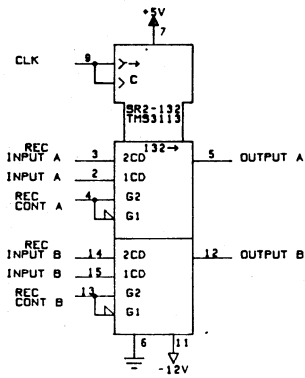 +5V
7
CLK
9
C
SR2-132
TMS3113
132→
REC
INPUT A 3 2CD 5 OUTPUT A
INPUT A 2 1CD
REC
CONT A 4 G2
G1
REC
INPUT B 14 2CD 12 OUTPUT B
INPUT B 15 1CD
REC
CONT B 13 G2
G1
6 11
-12V